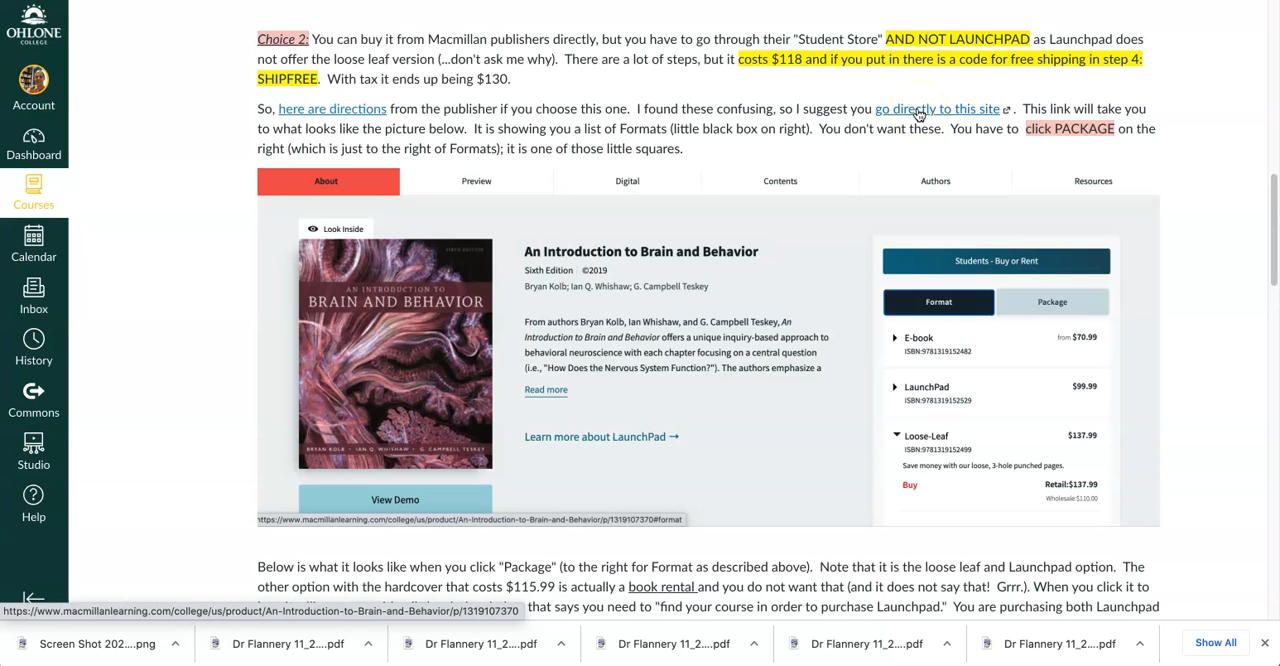 OHLONE
COLLEGE
Account
Dashboard
Courses
Calendar
Inbox
History
Commons
Studio
Help
Choice 2: You can buy it from Macmillan publishers directly, but you have to go through their "Student Store" AND NOT LAUNCHPAD as Launchpad does
not offer the loose leaf version (...don't ask me why). There are a lot of steps, but it costs $118 and if you put in there is a code for free shipping in step 4:
SHIPFREE. With tax it ends up being $130.
So, here are directions from the publisher if you choose this one. I found these confusing, so I suggest you go directly to this site. This link will take you
to what looks like the picture below. It is showing you a list of Formats (little black box on right). You don't want these. You have to click PACKAGE on the
right (which is just to the right of Formats); it is one of those little squares.
About Preview Digital Contents Authors Resources
Look Inside
SIXTH EDITION
AN INTRODUCTION TO
BRAIN AND BEHAVIOR
BRYAN KOLB • IAN Q. WHISHAW • G. CAMPBELL TESKEY
View Demo
An Introduction to Brain and Behavior
Sixth Edition ©2019
Bryan Kolb; Ian Q. Whishaw; G. Campbell Teskey
From authors Bryan Kolb, Ian Whishaw, and G. Campbell Teskey, An
Introduction to Brain and Behavior offers a unique inquiry-based approach to
behavioral neuroscience with each chapter focusing on a central question
(i.e., "How Does the Nervous System Function?"). The authors emphasize a
Read more
Learn more about LaunchPad →
Students - Buy or Rent
Format Package
E-book from $70.99
ISBN:9781319152482
LaunchPad $99.99
ISBN:9781319152529
Loose-Leaf $137.99
ISBN:9781319152499
Save money with our loose, 3-hole punched pages.
Buy Retail:$137.99
Wholesale:$110.00
https://www.macmillanlearning.com/college/us/product/An-Introduction-to-Brain-and-Behavior/p/1319107370#format
Below is what it looks like when you click "Package" (to the right for Format as described above). Note that it is the loose leaf and Launchpad option. The
other option with the hardcover that costs $115.99 is actually a book rental and you do not want that (and it does not say that! Grrr.). When you click it to
that says you need to "find your course in order to purchase Launchpad." You are purchasing both Launchpad
https://www.macmillanlearning.com/college/us/product/An-Introduction-to-Brain-and-Behavior/p/1319107370
Screen Shot 202....png Dr Flannery 11_2....pdf Dr Flannery 11_2....pdf Dr Flannery 11_2....pdf Dr Flannery 11_2....pdf Dr Flannery 11_2....pdf Show All